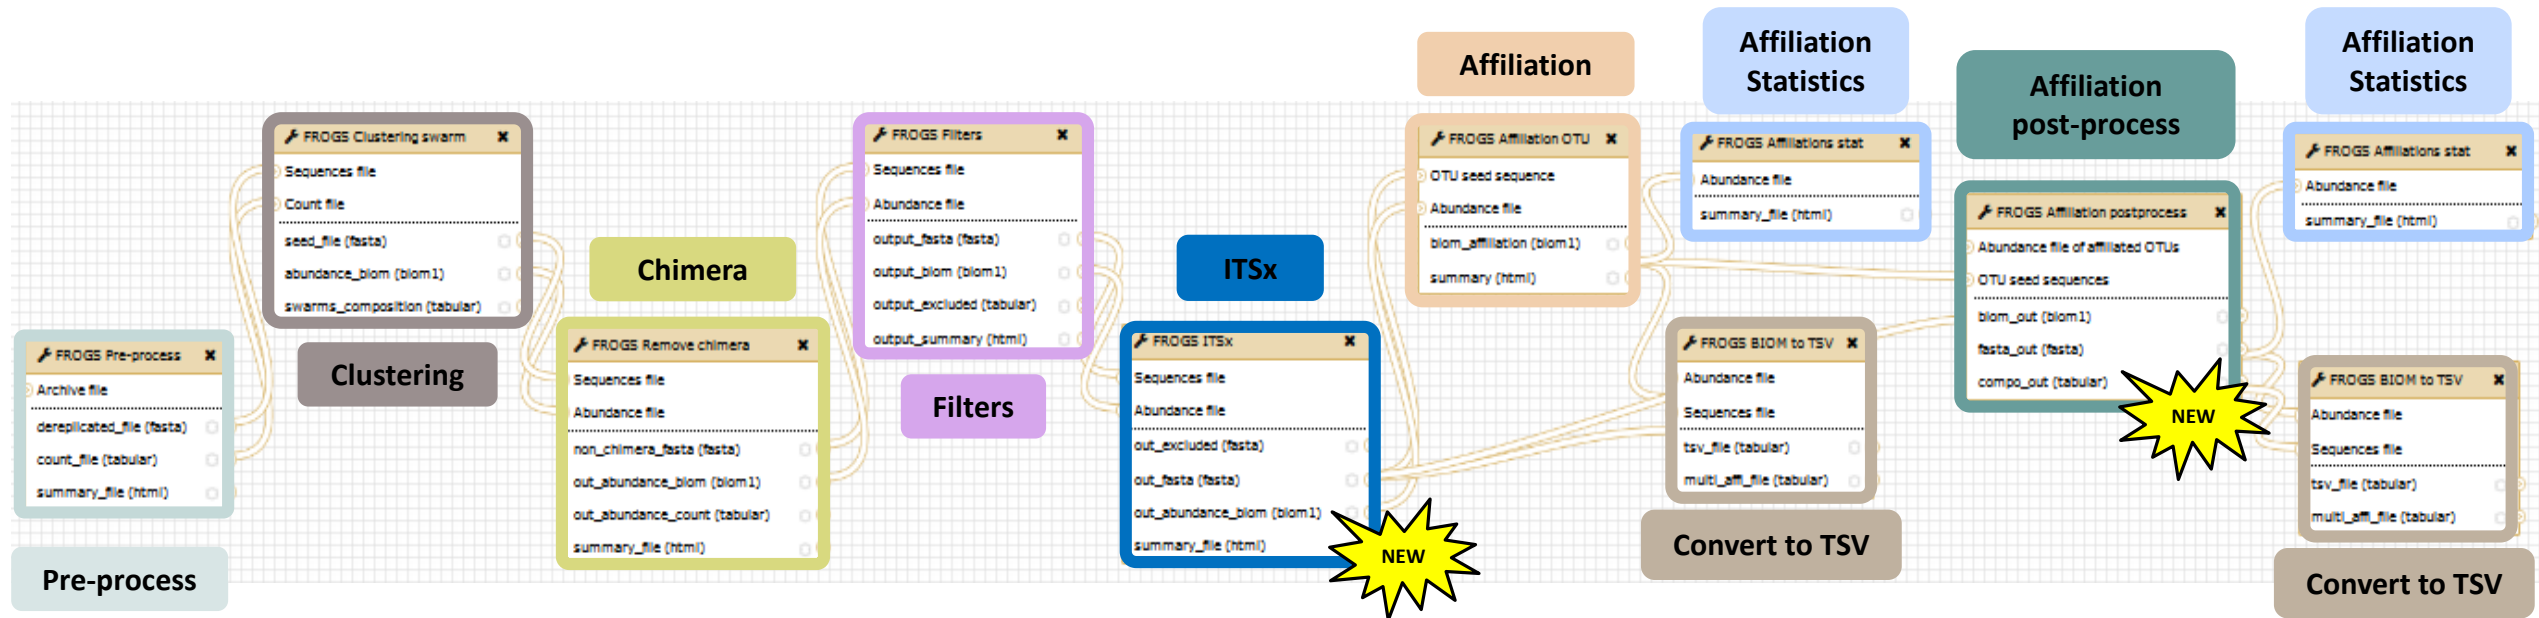 Pre-process
FROGS Pre-process
Archive file
dereplicated_file (fasta)
count_file (tabular)
summary_file (html)
FROGS Clustering swarm
Sequences file
Count file
seed_file (fasta)
abundance_biom (biom1)
swarms_composition (tabular)
Clustering
Chimera
FROGS Remove chimera
Sequences file
Abundance file
non_chimera_fasta (fasta)
out_abundance_biom (biom1)
out_abundance_count (tabular)
summary_file (html)
FROGS Filters
Sequences file
Abundance file
output_fasta (fasta)
output_biom (biom1)
output_excluded (tabular)
output_summary (html)
Filters
ITSx
FROGS ITSx
Sequences file
Abundance file
out_excluded (fasta)
out_fasta (fasta)
out_abundance_biom (biom1)
summary_file (html)
NEW
Affiliation
FROGS Affiliation OTU
OTU seed sequence
Abundance file
biom_affiliation (biom1)
summary (html)
Affiliation
Statistics
FROGS Affiliations stat
Abundance file
summary_file (html)
FROGS BIOM to TSV
Abundance file
Sequences file
tsv_file (tabular)
multi_affi_file (tabular)
Convert to TSV
Affiliation
post-process
FROGS Affiliation postprocess
Abundance file of affiliated OTUs
OTU seed sequences
biom_out (biom1)
fasta_out (fasta)
compo_out (tabular)
NEW
Affiliation
Statistics
FROGS Affiliations stat
Abundance file
summary_file (html)
FROGS BIOM to TSV
Abundance file
Sequences file
tsv_file (tabular)
multi_affi_file (tabular)
Convert to TSV